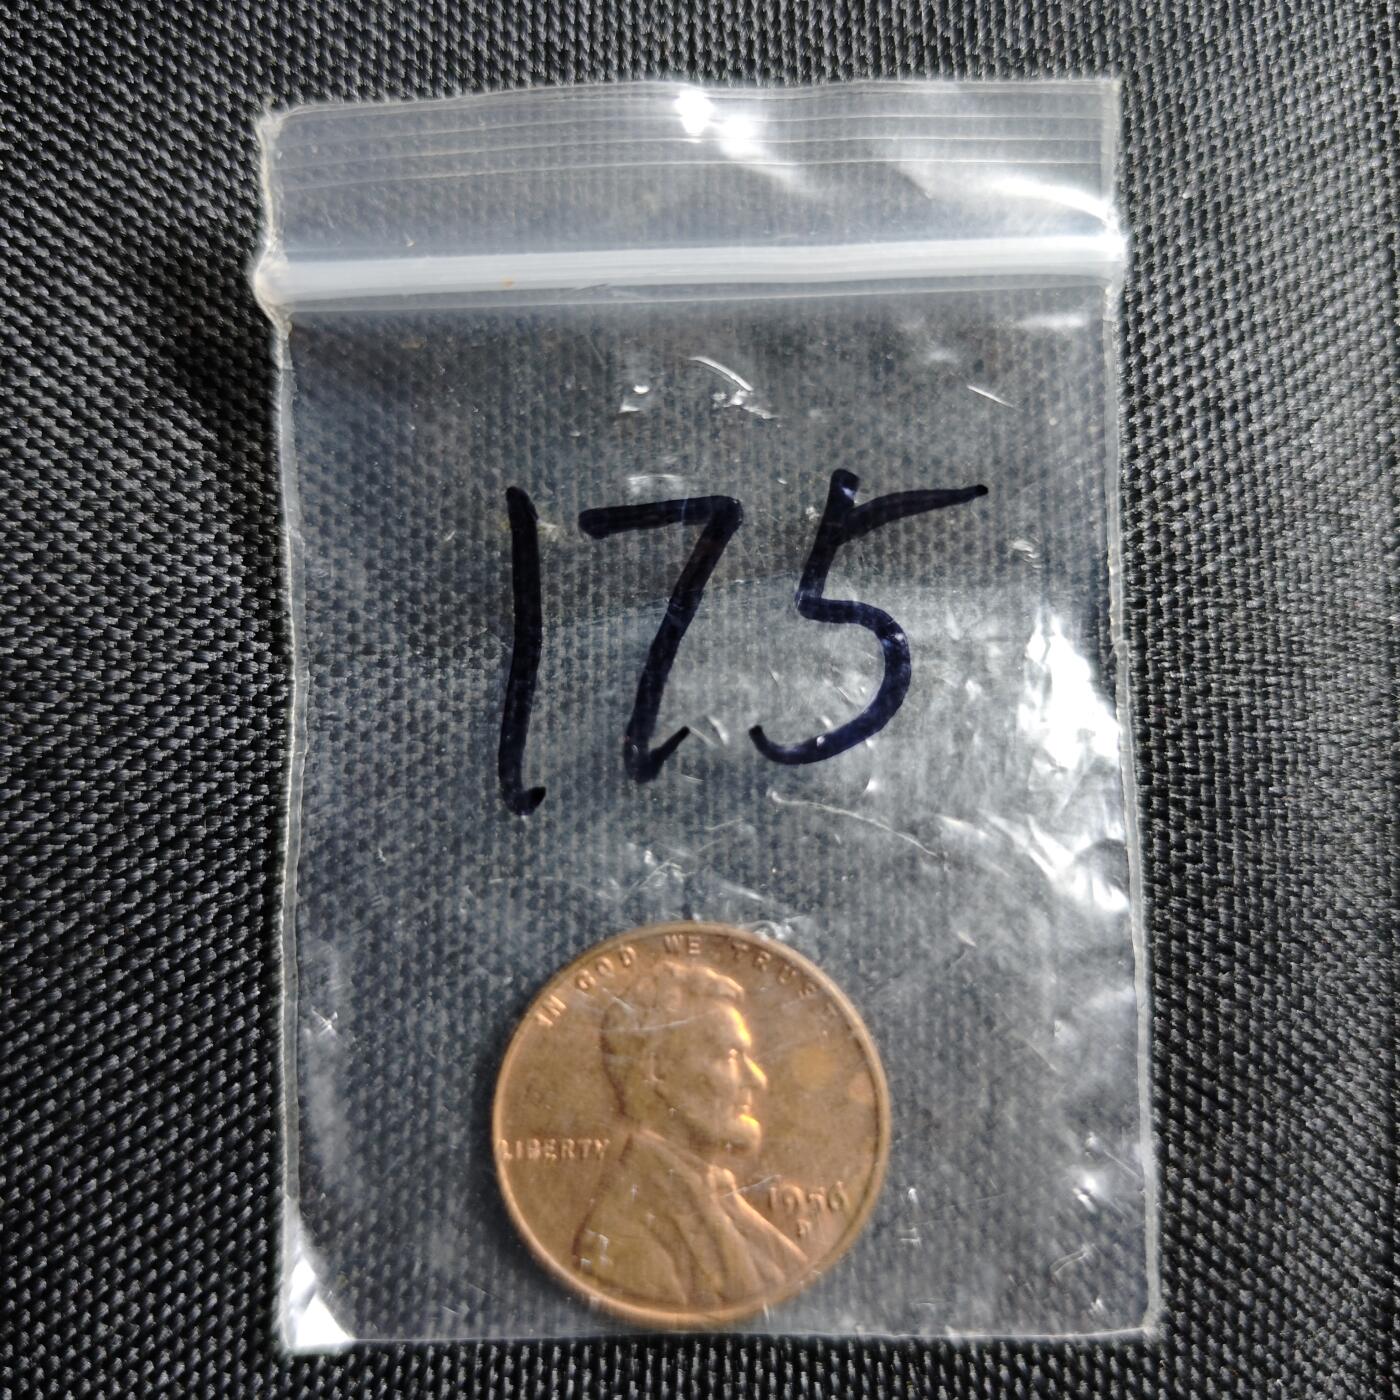 175
IN GOD WE TRUST
LIBERTY
1956
D